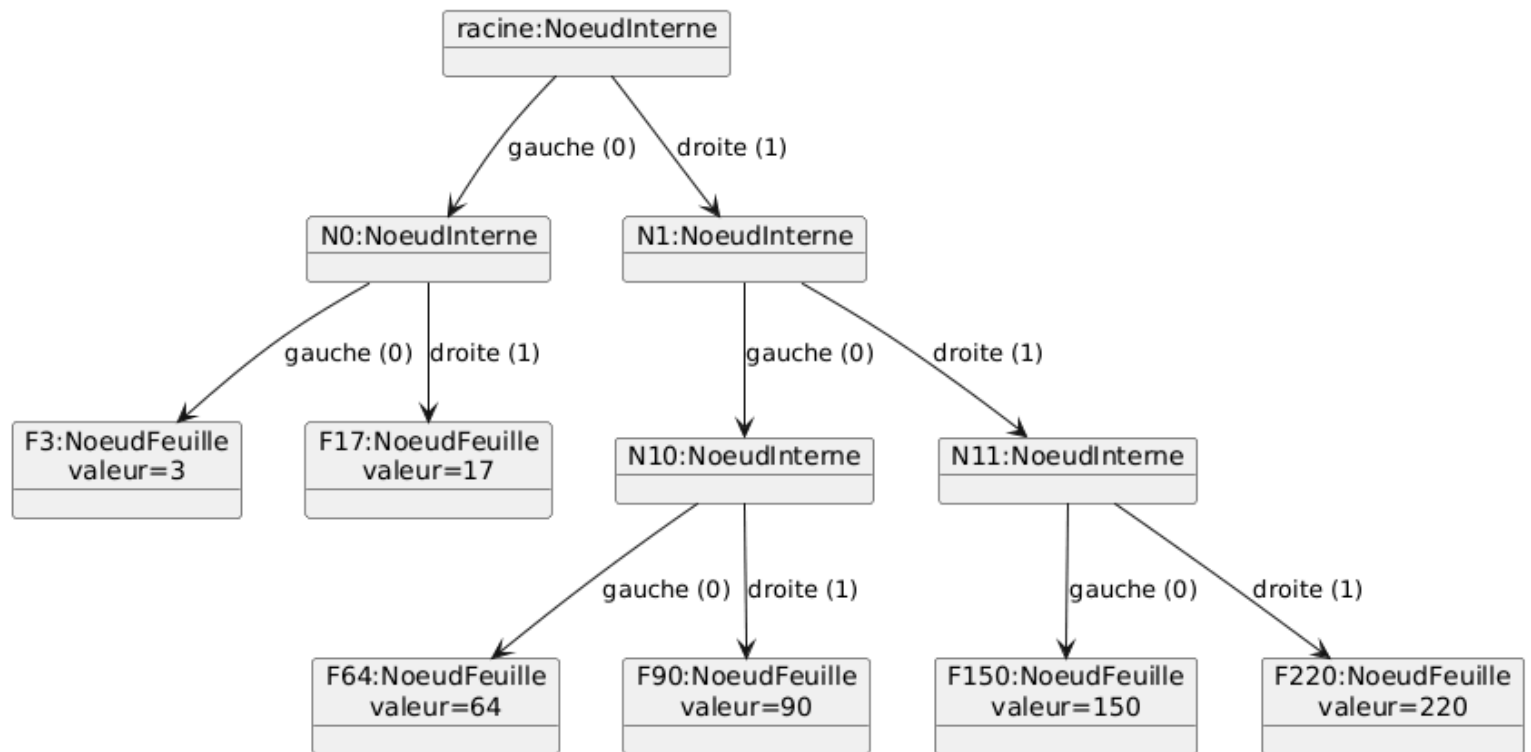 racine:NoeudInterne
gauche (0)
droite (1)
N0:NoeudInterne
N1:NoeudInterne
gauche (0)
droite (1)
gauche (0)
droite (1)
F3:NoeudFeuille
valeur=3
F17:NoeudFeuille
valeur=17
N10:NoeudInterne
N11:NoeudInterne
gauche (0)
droite (1)
gauche (0)
droite (1)
F64:NoeudFeuille
valeur=64
F90:NoeudFeuille
valeur=90
F150:NoeudFeuille
valeur=150
F220:NoeudFeuille
valeur=220